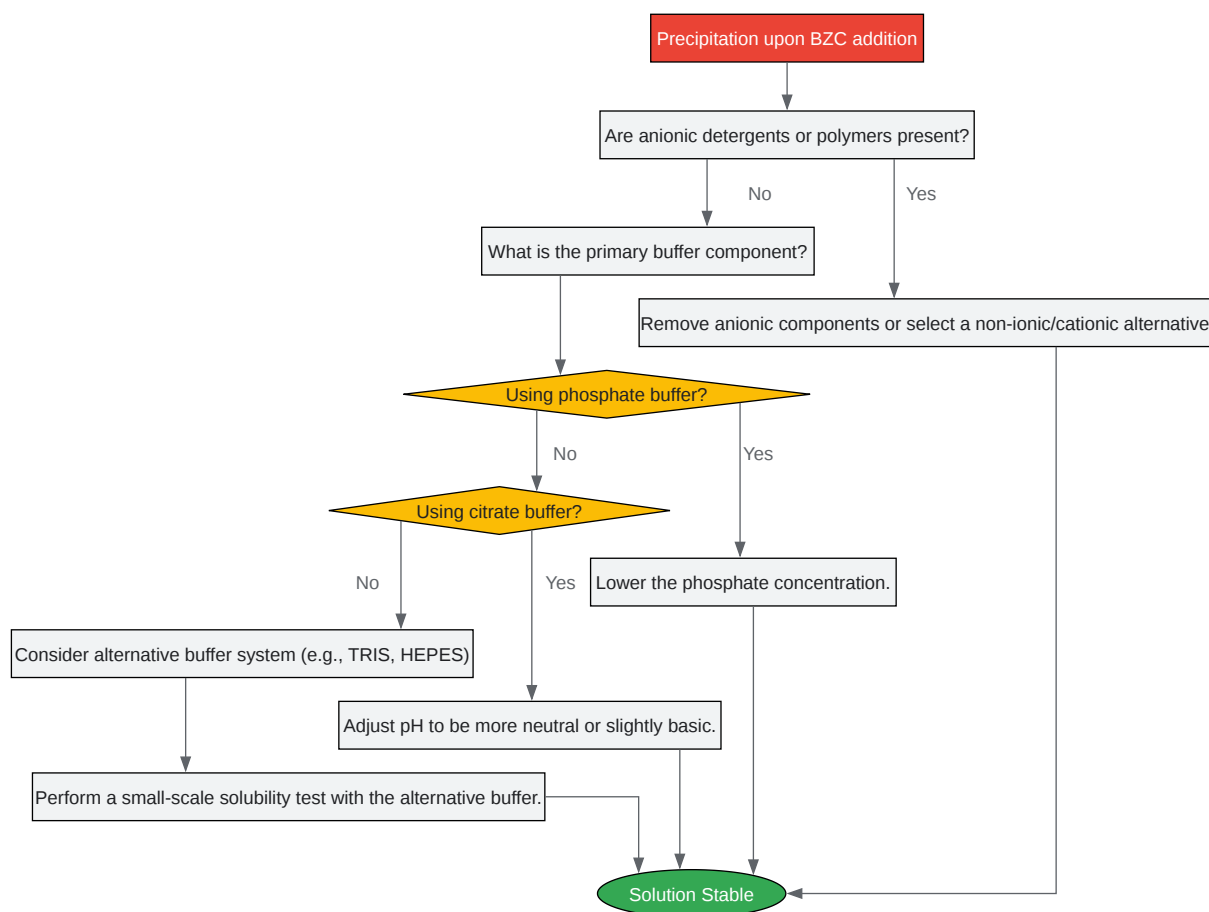 Precipitation upon BZC addition
Are anionic detergents or polymers present?
No
Yes
What is the primary buffer component?
Remove anionic components or select a non-ionic/cationic alternative
Using phosphate buffer?
No
Yes
Using citrate buffer?
No
Yes
Lower the phosphate concentration.
Consider alternative buffer system (e.g., TRIS, HEPES)
Adjust pH to be more neutral or slightly basic.
Perform a small-scale solubility test with the alternative buffer.
Solution Stable